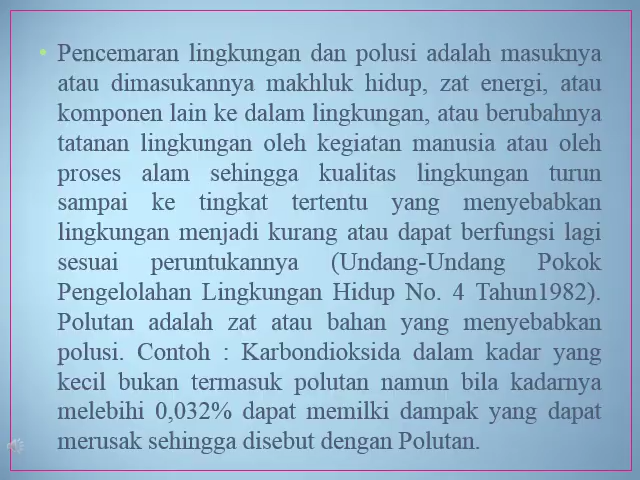 • Pencemaran lingkungan dan polusi adalah masuknya
atau dimasukannya makhluk hidup, zat energi, atau
komponen lain ke dalam lingkungan, atau berubahnya
tatanan lingkungan oleh kegiatan manusia atau oleh
proses alam sehingga kualitas lingkungan turun
sampai ke tingkat tertentu yang menyebabkan
lingkungan menjadi kurang atau dapat berfungsi lagi
sesuai peruntukannya (Undang-Undang Pokok
Pengelolahan Lingkungan Hidup No. 4 Tahun1982).
Polutan adalah zat atau bahan yang menyebabkan
polusi. Contoh : Karbondioksida dalam kadar yang
kecil bukan termasuk polutan namun bila kadarnya
melebihi 0,032% dapat memilki dampak yang dapat
merusak sehingga disebut dengan Polutan.